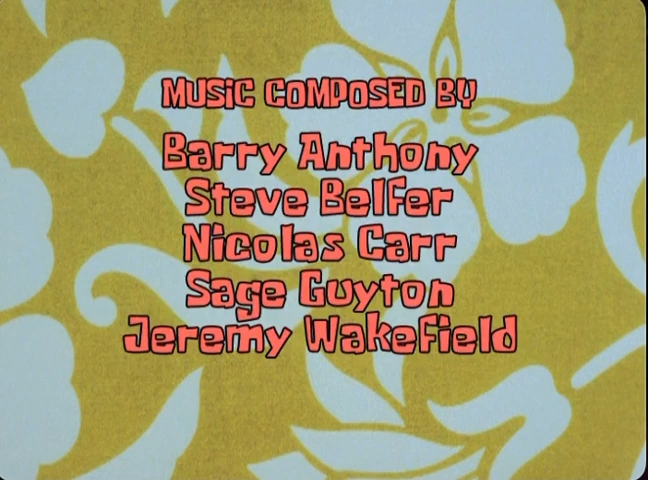 MUSiC COMPOSED BY
Barry Anthony
Steve Belfer
Nicolas Carr
Sage Guyton
Jeremy Wakefield